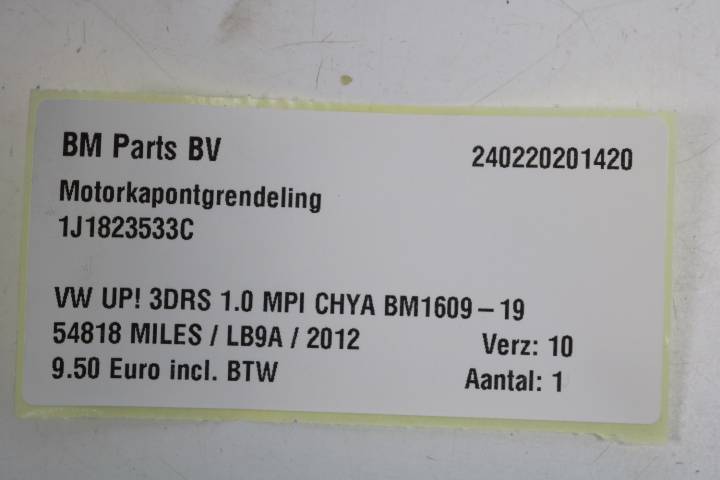 BM Parts BV 240220201420
Motorkapontgrendeling
1J1823533C
VW UP! 3DRS 1.0 MPI CHYA BM1609 – 19
54818 MILES / LB9A / 2012 Verz: 10
9.50 Euro incl. BTW Aantal: 1